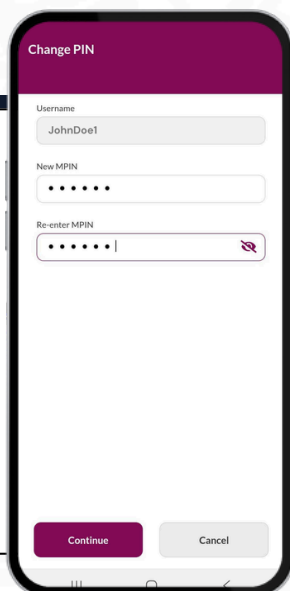 Change PIN
Username
JohnDoe1
New MPIN
••••••
Re-enter MPIN
••••••
Continue
Cancel